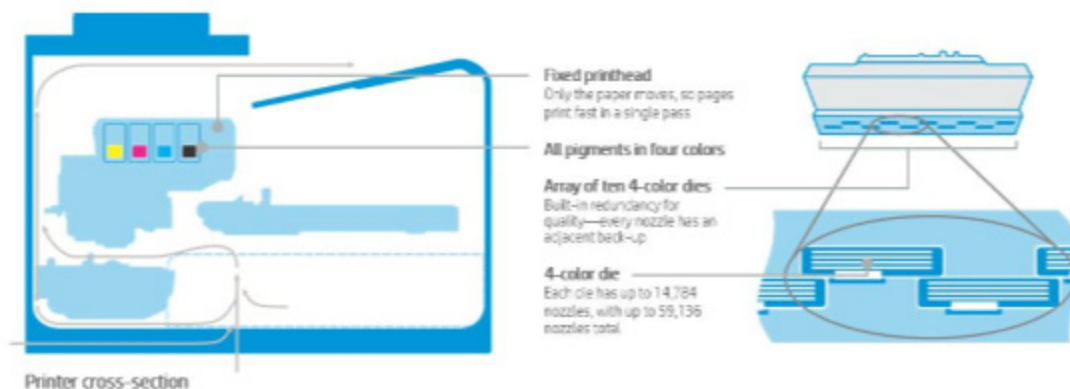 Fixed printhead
Only the paper moves, so pages
print fast in a single pass
All pigments in four colors
Array of ten 4-color dies
Built-in redundancy for
quality—every nozzle has an
adjacent back-up
4-color die
Each die has up to 14,784
nozzles, with up to 59,136
nozzles total.
Printer cross-section